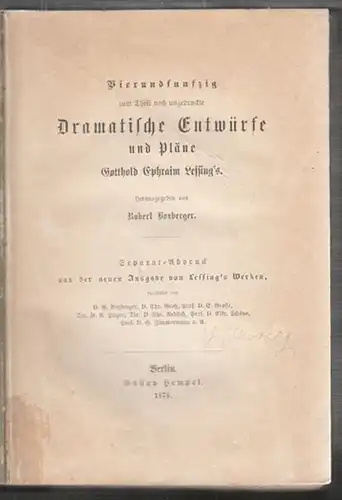 Vierundfunfzig
zum Theil noch ungedruckte
Dramatische Entwürfe
und Pläne
Gotthold Ephraim Lessing's.
Herausgegeben von
Robert Boxberger.
Separat-Abdruck
aus der neuen Ausgabe von Lessing's Werken,
Berlin.
Gustav Hempel.
1876.